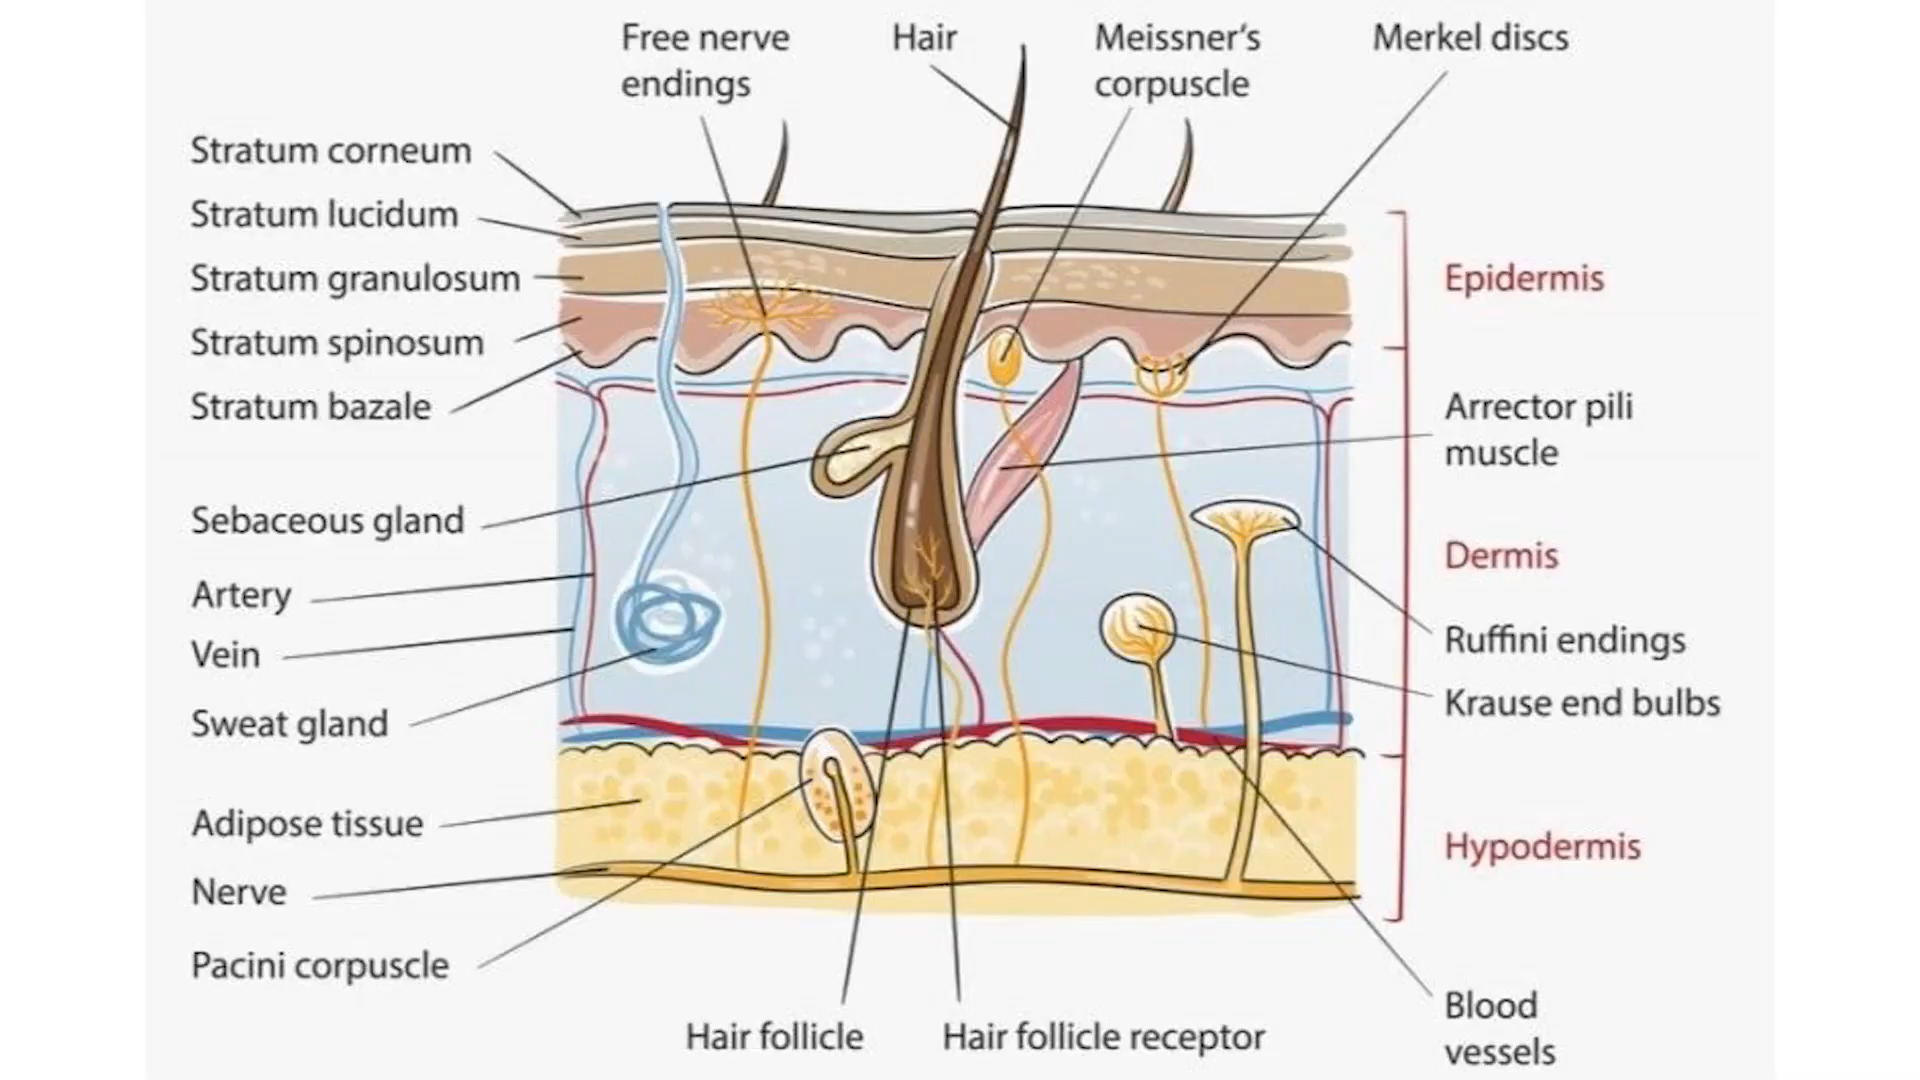 Free nerve
endings
Hair
Meissner's
corpuscle
Merkel discs
Stratum corneum
Stratum lucidum
Stratum granulosum
Stratum spinosum
Stratum bazale
Sebaceous gland
Artery
Vein
Sweat gland
Adipose tissue
Nerve
Pacini corpuscle
Hair follicle
Hair follicle receptor
Epidermis
Arrector pili
muscle
Dermis
Ruffini endings
Krause end bulbs
Hypodermis
Blood
vessels